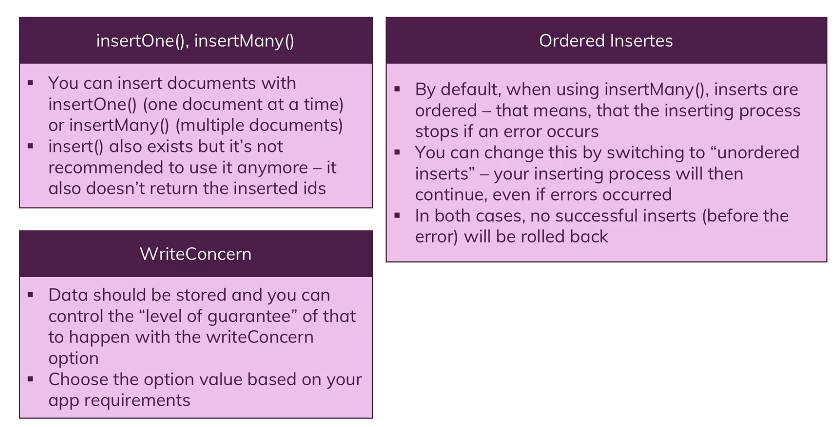 insertOne(), insertMany()
▪ You can insert documents with
insertOne() (one document at a time)
or insertMany() (multiple documents)
▪ insert() also exists but it’s not
recommended to use it anymore – it
also doesn’t return the inserted ids
WriteConcern
▪ Data should be stored and you can
control the “level of guarantee” of that
to happen with the writeConcern
option
▪ Choose the option value based on your
app requirements
Ordered Insertes
▪ By default, when using insertMany(), inserts are
ordered – that means, that the inserting process
stops if an error occurs
▪ You can change this by switching to “unordered
inserts” – your inserting process will then
continue, even if errors occurred
▪ In both cases, no successful inserts (before the
error) will be rolled back